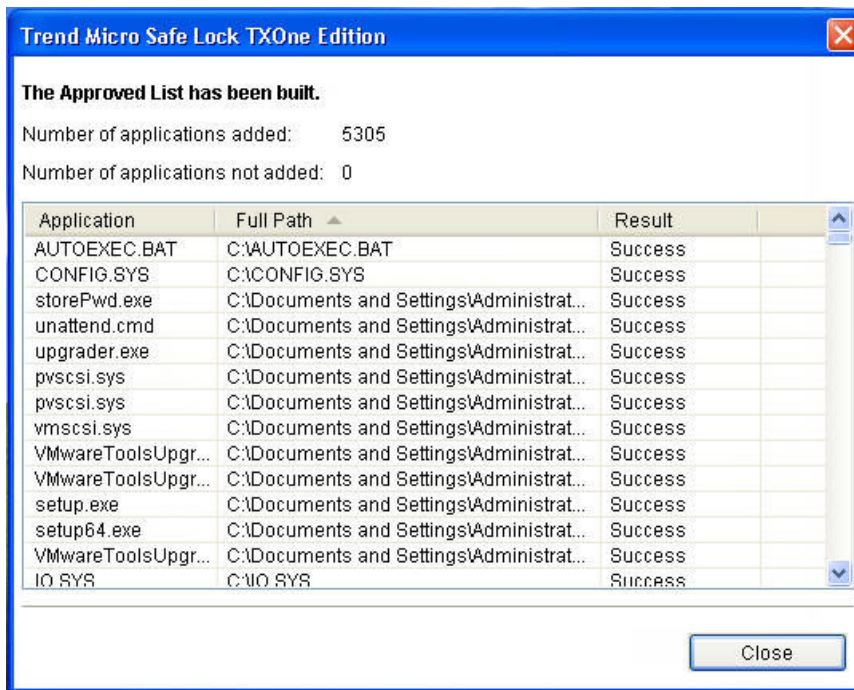 Trend Micro Safe Lock TXOne Edition
The Approved List has been built.
Number of applications added: 5305
Number of applications not added: 0
Application Full Path Result
AUTOEXEC.BAT C:\AUTOEXEC.BAT Success
CONFIG.SYS C:\CONFIG.SYS Success
storePwd.exe C:\Documents and Settings\Administrat... Success
unattend.cmd C:\Documents and Settings\Administrat... Success
upgrader.exe C:\Documents and Settings\Administrat... Success
pvscsi.sys C:\Documents and Settings\Administrat... Success
pvscsi.sys C:\Documents and Settings\Administrat... Success
vmscsi.sys C:\Documents and Settings\Administrat... Success
VMwareToolsUpgr... C:\Documents and Settings\Administrat... Success
VMwareToolsUpgr... C:\Documents and Settings\Administrat... Success
setup.exe C:\Documents and Settings\Administrat... Success
setup64.exe C:\Documents and Settings\Administrat... Success
VMwareToolsUpgr... C:\Documents and Settings\Administrat... Success
IO.SYS C:\IO.SYS Success
Close